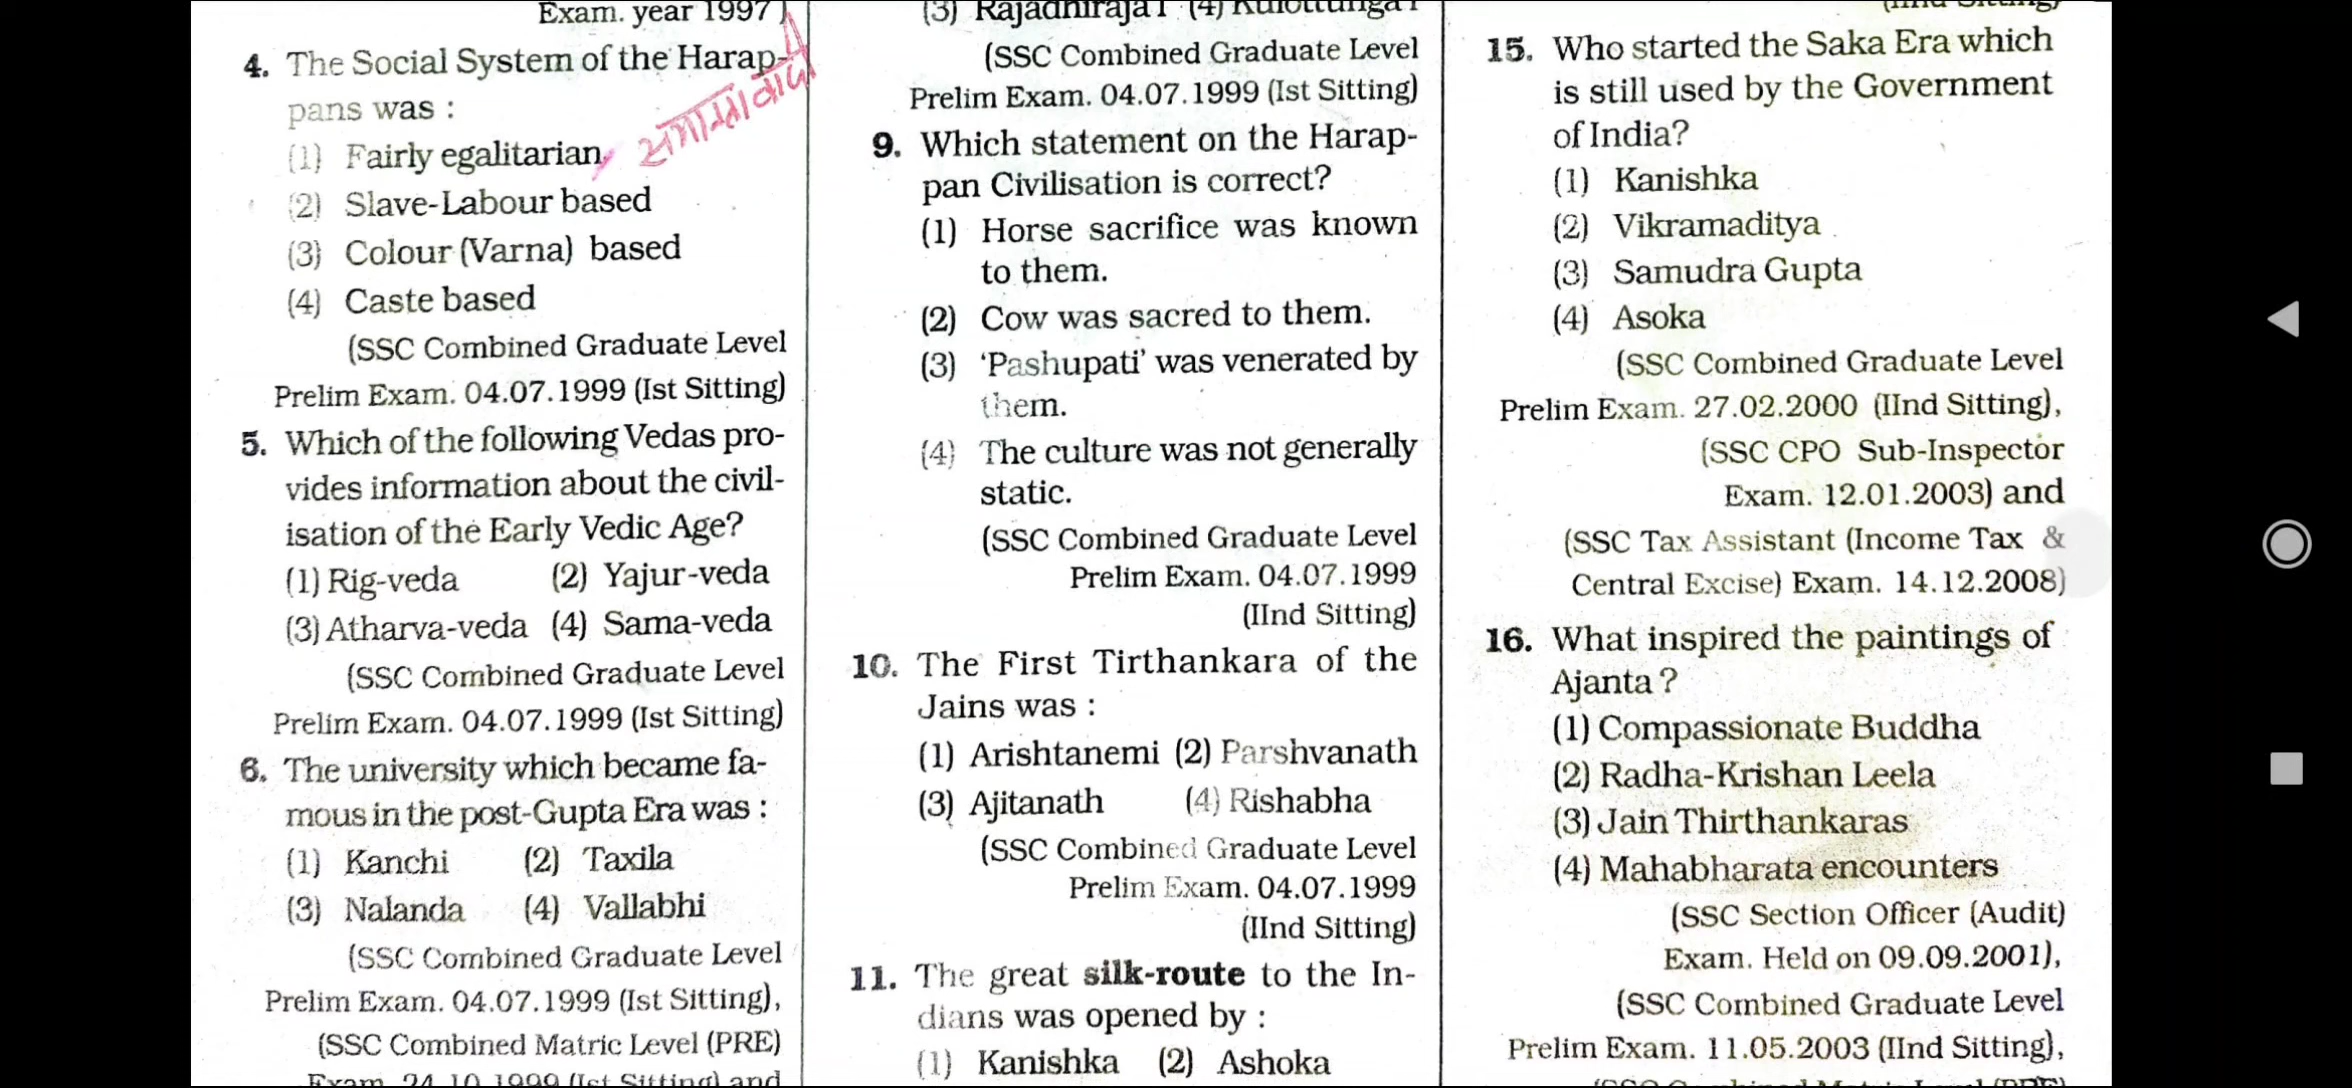 Exam. year 1997)
4. The Social System of the Harap-
pans was :
(1) Fairly egalitarian,
(2) Slave-Labour based
(3) Colour (Varna) based
(4) Caste based
(SSC Combined Graduate Level
Prelim Exam. 04.07.1999 (Ist Sitting)
5. Which of the following Vedas pro-
vides information about the civil-
isation of the Early Vedic Age?
(1) Rig-veda (2) Yajur-veda
(3) Atharva-veda (4) Sama-veda
(SSC Combined Graduate Level
Prelim Exam. 04.07.1999 (Ist Sitting)
6. The university which became fa-
mous in the post-Gupta Era was :
(1) Kanchi (2) Taxila
(3) Nalanda (4) Vallabhi
(SSC Combined Graduate Level
Prelim Exam. 04.07.1999 (Ist Sitting),
(SSC Combined Matric Level (PRE)
Exam. 24.10.1999 (Ist Sitting) and
(3) Rajadhiraja I (4) Kulottunga I
(SSC Combined Graduate Level
Prelim Exam. 04.07.1999 (Ist Sitting)
9. Which statement on the Harap-
pan Civilisation is correct?
(1) Horse sacrifice was known
to them.
(2) Cow was sacred to them.
(3) ‘Pashupati’ was venerated by
them.
(4) The culture was not generally
static.
(SSC Combined Graduate Level
Prelim Exam. 04.07.1999
(IInd Sitting)
10. The First Tirthankara of the
Jains was :
(1) Arishtanemi (2) Parshvanath
(3) Ajitanath (4) Rishabha
(SSC Combined Graduate Level
Prelim Exam. 04.07.1999
(IInd Sitting)
11. The great silk-route to the In-
dians was opened by :
(1) Kanishka (2) Ashoka
(IInd Sitting)
15. Who started the Saka Era which
is still used by the Government
of India?
(1) Kanishka
(2) Vikramaditya
(3) Samudra Gupta
(4) Asoka
(SSC Combined Graduate Level
Prelim Exam. 27.02.2000 (IInd Sitting),
(SSC CPO Sub-Inspector
Exam. 12.01.2003) and
(SSC Tax Assistant (Income Tax &
Central Excise) Exam. 14.12.2008)
16. What inspired the paintings of
Ajanta ?
(1) Compassionate Buddha
(2) Radha-Krishan Leela
(3) Jain Thirthankaras
(4) Mahabharata encounters
(SSC Section Officer (Audit)
Exam. Held on 09.09.2001),
(SSC Combined Graduate Level
Prelim Exam. 11.05.2003 (IInd Sitting),